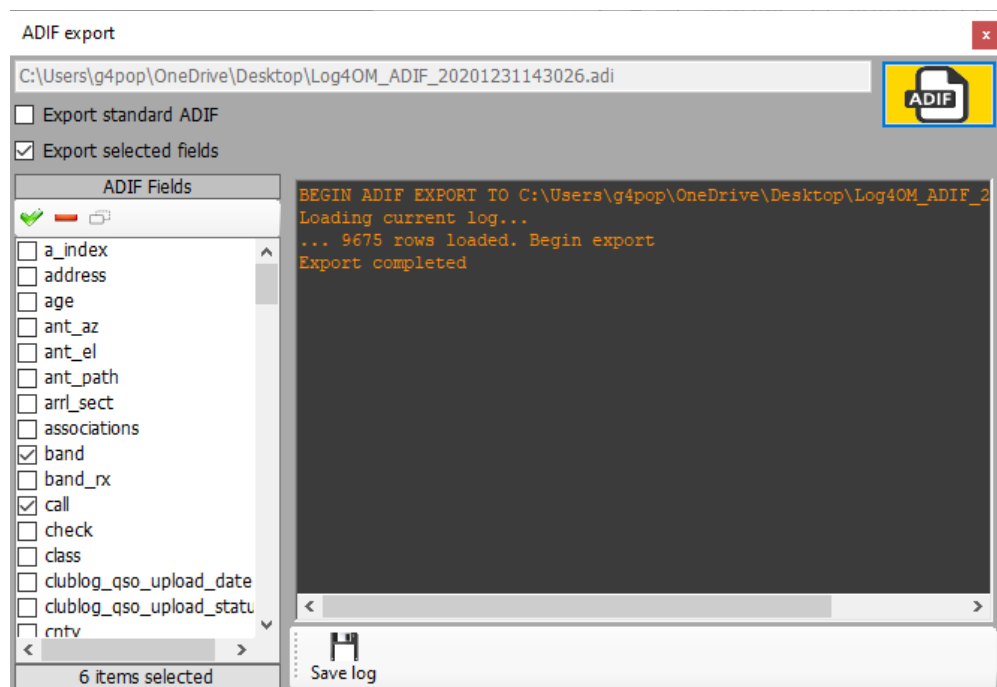 ADIF export
x
C:\Users\g4pop\OneDrive\Desktop\Log4OM_ADIF_20201231143026.adi
ADIF
Export standard ADIF
Export selected fields
ADIF Fields
a_index
address
age
ant_az
ant_el
ant_path
arrl_sect
associations
band
band_rx
call
check
class
clublog_qso_upload_date
clublog_qso_upload_statu
cnty
6 items selected
BEGIN ADIF EXPORT TO C:\Users\g4pop\OneDrive\Desktop\Log4OM_ADIF_2
Loading current log...
... 9675 rows loaded. Begin export
Export completed
Save log